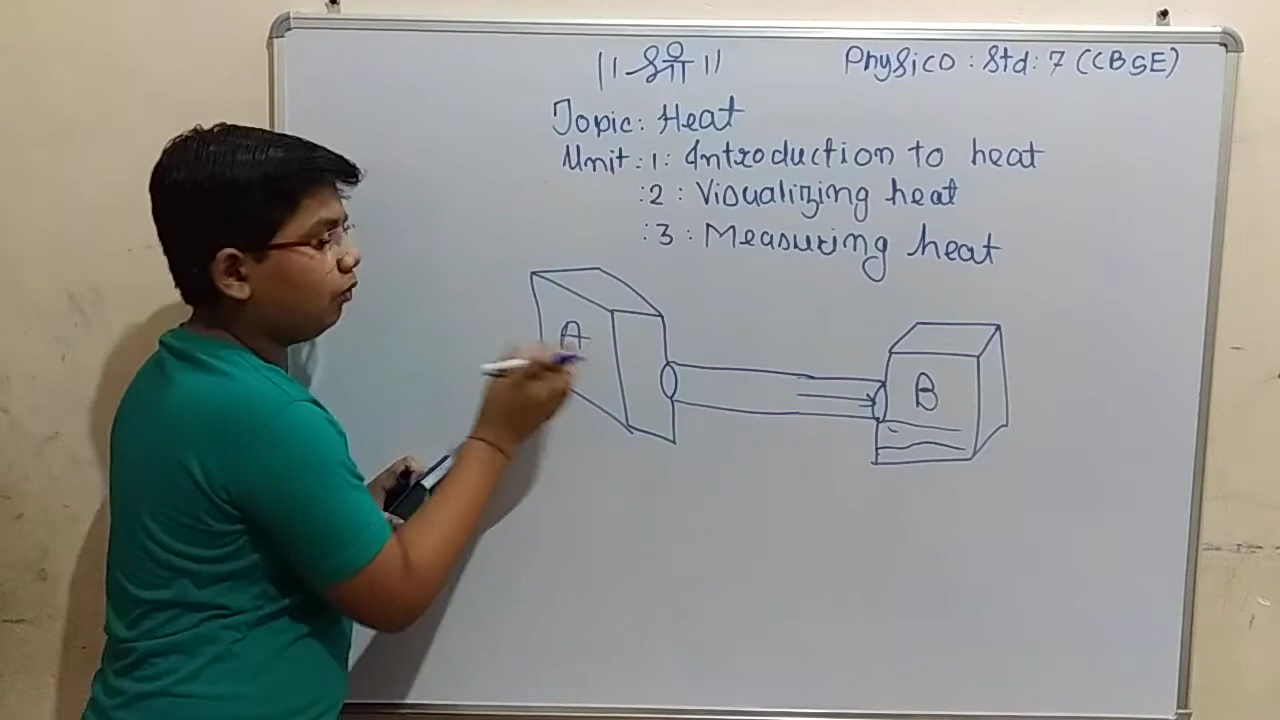 ॥ श्री ॥
Physics : Std : 7 (CBSE)
Topic : Heat
Unit : 1 : Introduction to heat
: 2 : Visualizing heat
: 3 : Measuring heat
A
B